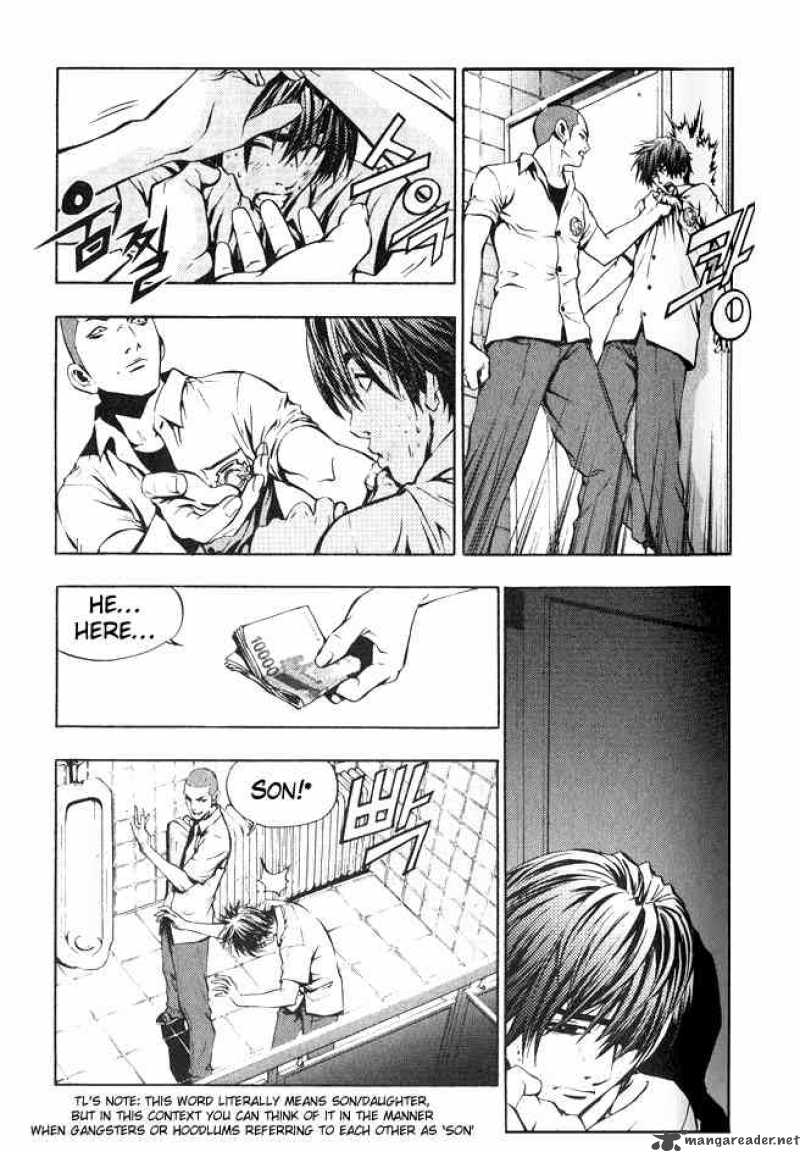 탁
움찔
쾅
HE...
HERE...
10000
SON!*
빡
TL'S NOTE: THIS WORD LITERALLY MEANS SON/DAUGHTER,
BUT IN THIS CONTEXT YOU CAN THINK OF IT IN THE MANNER
WHEN GANGSTERS OR HOODLUMS REFERRING TO EACH OTHER AS 'SON'
mangareader.net